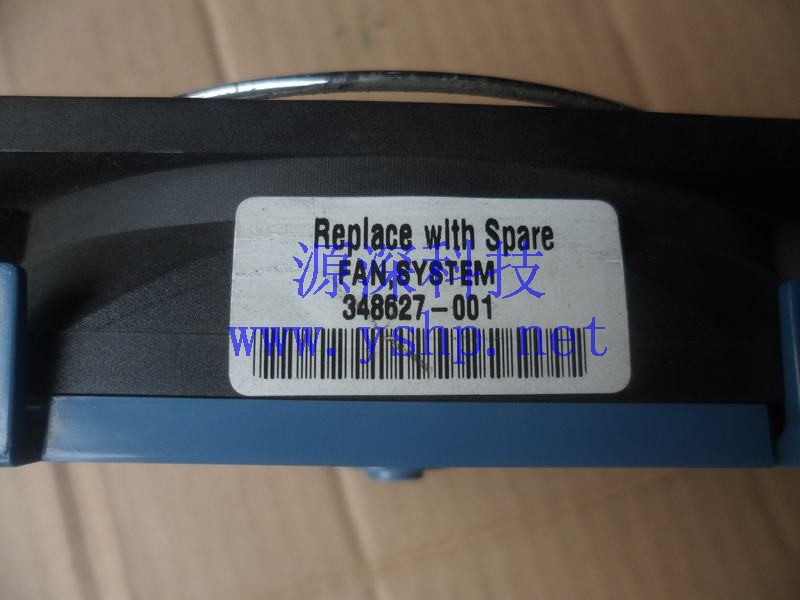 Replace with Spare
源深科技
FAN,SYSTEM
348627-001
www.yshp.net